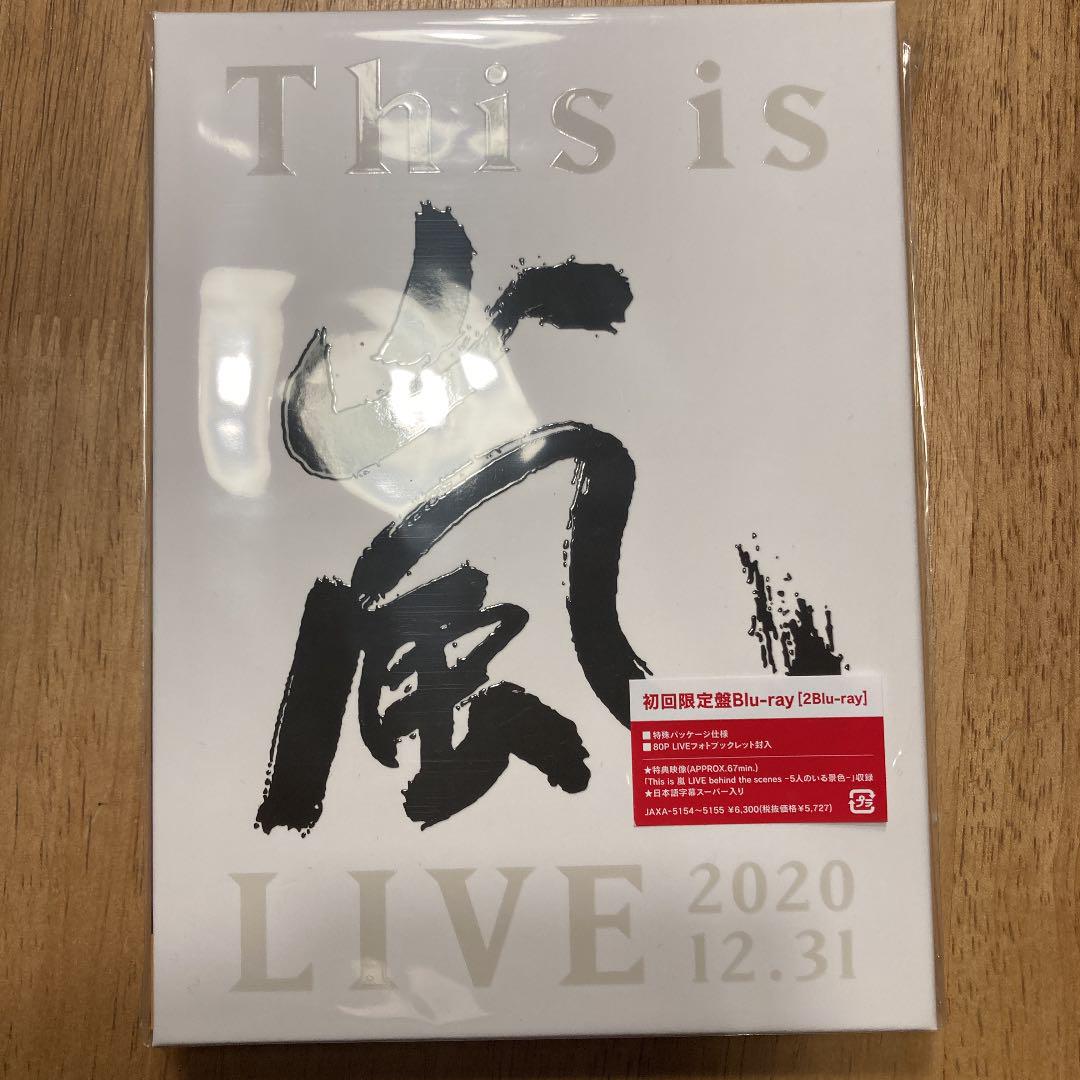 This is
嵐
初回限定盤Blu-ray [2Blu-ray]
■特殊パッケージ仕様
■80P LIVEフォトブックレット封入
★特典映像(APPROX.67min.)
「This is 嵐 LIVE behind the scenes -5人のいる景色-」収録
★日本語字幕スーパー入り
JAXA-5154～5155 ¥6,300(税抜価格¥5,727)
プラ
LIVE 2020
12.31